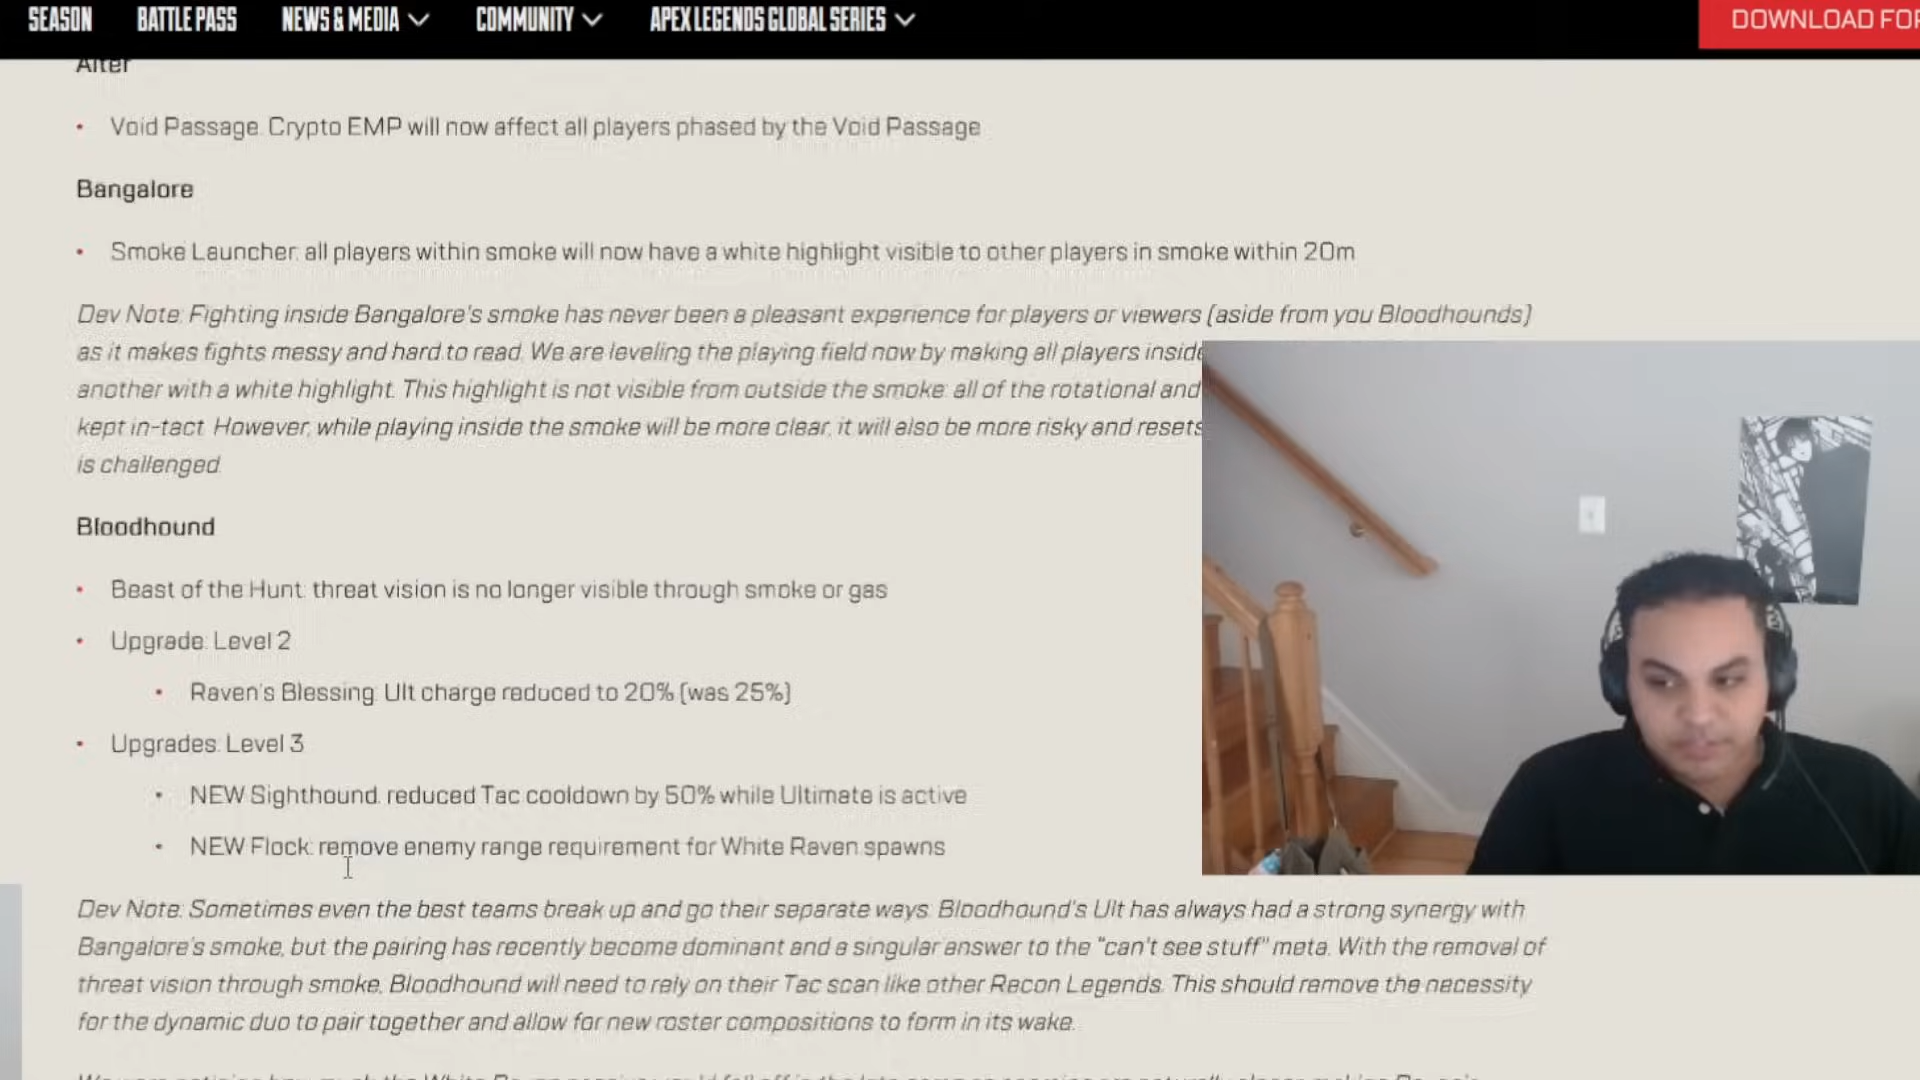 SEASON BATTLE PASS NEWS & MEDIA COMMUNITY APEX LEGENDS GLOBAL SERIES DOWNLOAD FO
Alter
• Void Passage: Crypto EMP will now affect all players phased by the Void Passage
Bangalore
• Smoke Launcher: all players within smoke will now have a white highlight visible to other players in smoke within 20m
Dev Note: Fighting inside Bangalore's smoke has never been a pleasant experience for players or viewers (aside from you Bloodhounds)
as it makes fights messy and hard to read. We are leveling the playing field now by making all players inside
another with a white highlight. This highlight is not visible from outside the smoke: all of the rotational and
kept in-tact. However, while playing inside the smoke will be more clear, it will also be more risky and resets
is challenged.
Bloodhound
• Beast of the Hunt: threat vision is no longer visible through smoke or gas
• Upgrade: Level 2
• Raven's Blessing: Ult charge reduced to 20% (was 25%)
• Upgrades: Level 3
• NEW Sighthound: reduced Tac cooldown by 50% while Ultimate is active
• NEW Flock: remove enemy range requirement for White Raven spawns
Dev Note: Sometimes even the best teams break up and go their separate ways. Bloodhound's Ult has always had a strong synergy with
Bangalore's smoke, but the pairing has recently become dominant and a singular answer to the "can't see stuff" meta. With the removal of
threat vision through smoke, Bloodhound will need to rely on their Tac scan like other Recon Legends. This should remove the necessity
for the dynamic duo to pair together and allow for new roster compositions to form in its wake.